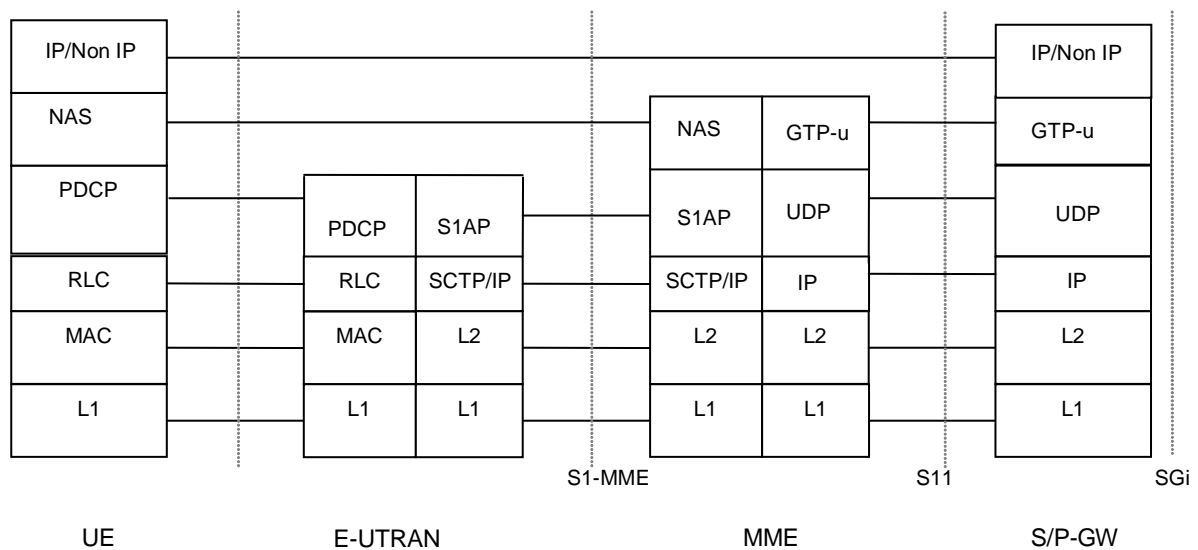 IP/Non IP
IP/Non IP
NAS
NAS
GTP-u
GTP-u
PDCP
PDCP
S1AP
S1AP
UDP
UDP
RLC
RLC
SCTP/IP
SCTP/IP
IP
IP
MAC
MAC
L2
L2
L2
L2
L1
L1
L1
L1
L1
L1
S1-MME
S11
SGi
UE
E-UTRAN
MME
S/P-GW